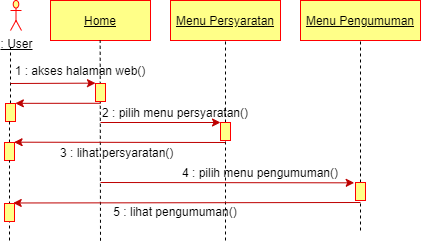 Home
Menu Persyaratan
Menu Pengumuman
: User
1 : akses halaman web()
2 : pilih menu persyaratan()
3 : lihat persyaratan()
4 : pilih menu pengumuman()
5 : lihat pengumuman()